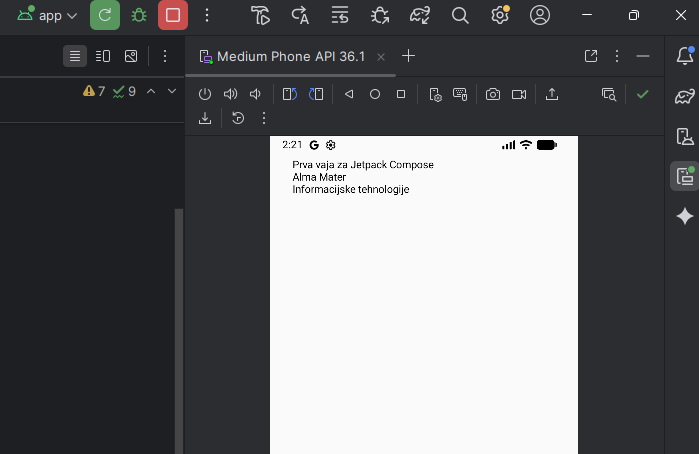 app
Medium Phone API 36.1
7 9
2:21 G
Prva vaja za Jetpack Compose
Alma Mater
Informacijske tehnologije